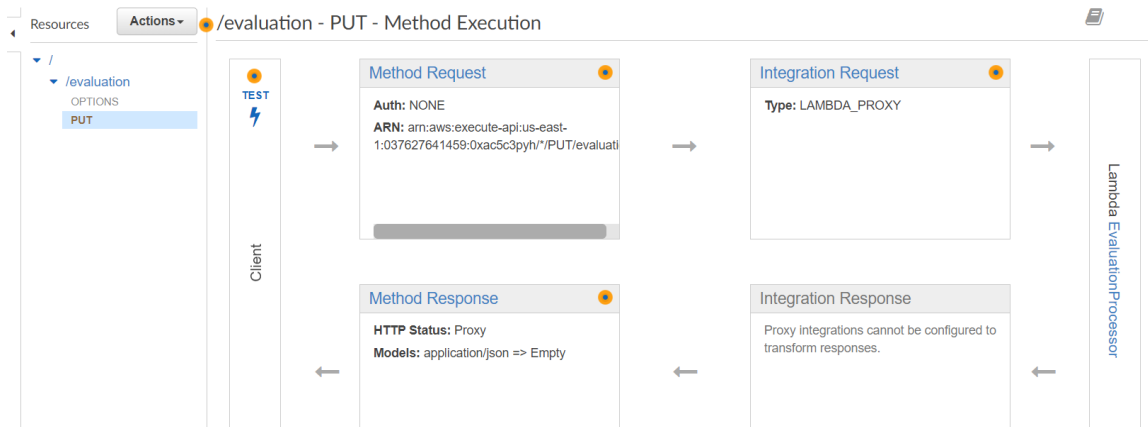 Resources
Actions
/evaluation - PUT - Method Execution
/
/evaluation
OPTIONS
PUT
TEST
Client
Method Request
Auth: NONE
ARN: arn:aws:execute-api:us-east-
1:037627641459:0xac5c3pyh/*/PUT/evaluati
Integration Request
Type: LAMBDA_PROXY
Lambda EvaluationProcessor
Method Response
HTTP Status: Proxy
Models: application/json => Empty
Integration Response
Proxy integrations cannot be configured to
transform responses.